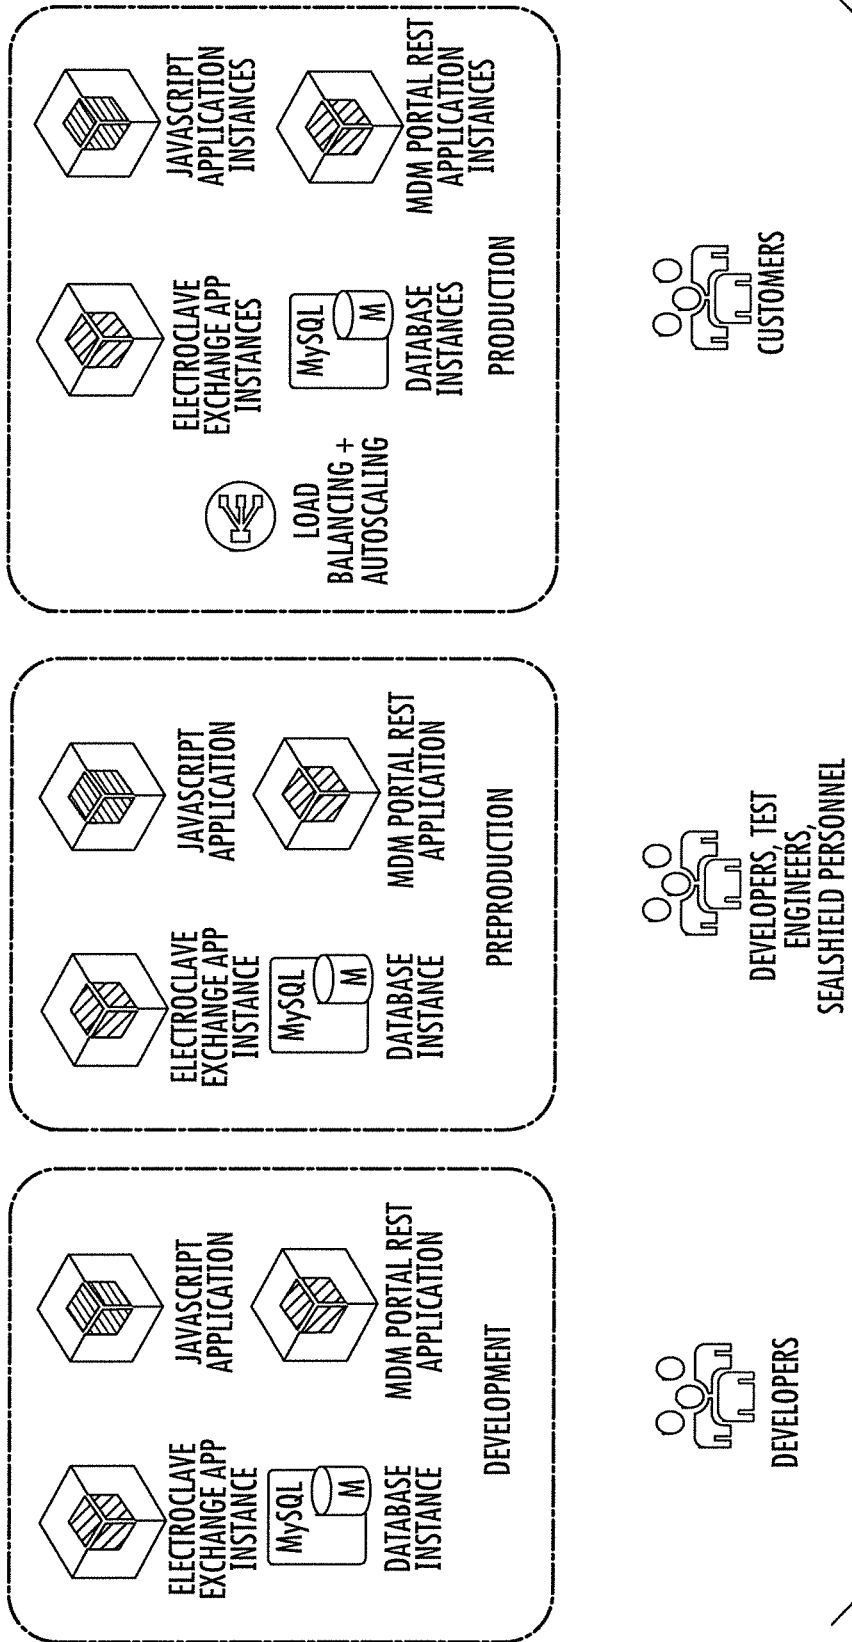 ELECTROCLAVE
EXCHANGE APP
INSTANCE
JAVASCRIPT
APPLICATION
MySQL
M
DATABASE
INSTANCE
MDM PORTAL REST
APPLICATION
DEVELOPMENT
DEVELOPERS
ELECTROCLAVE
EXCHANGE APP
INSTANCE
JAVASCRIPT
APPLICATION
MySQL
M
DATABASE
INSTANCE
MDM PORTAL REST
APPLICATION
PREPRODUCTION
DEVELOPERS, TEST
ENGINEERS,
SEALSHIELD PERSONNEL
LOAD
BALANCING +
AUTOSCALING
ELECTROCLAVE
EXCHANGE APP
INSTANCES
JAVASCRIPT
APPLICATION
INSTANCES
MySQL
M
DATABASE
INSTANCES
MDM PORTAL REST
APPLICATION
INSTANCES
PRODUCTION
CUSTOMERS